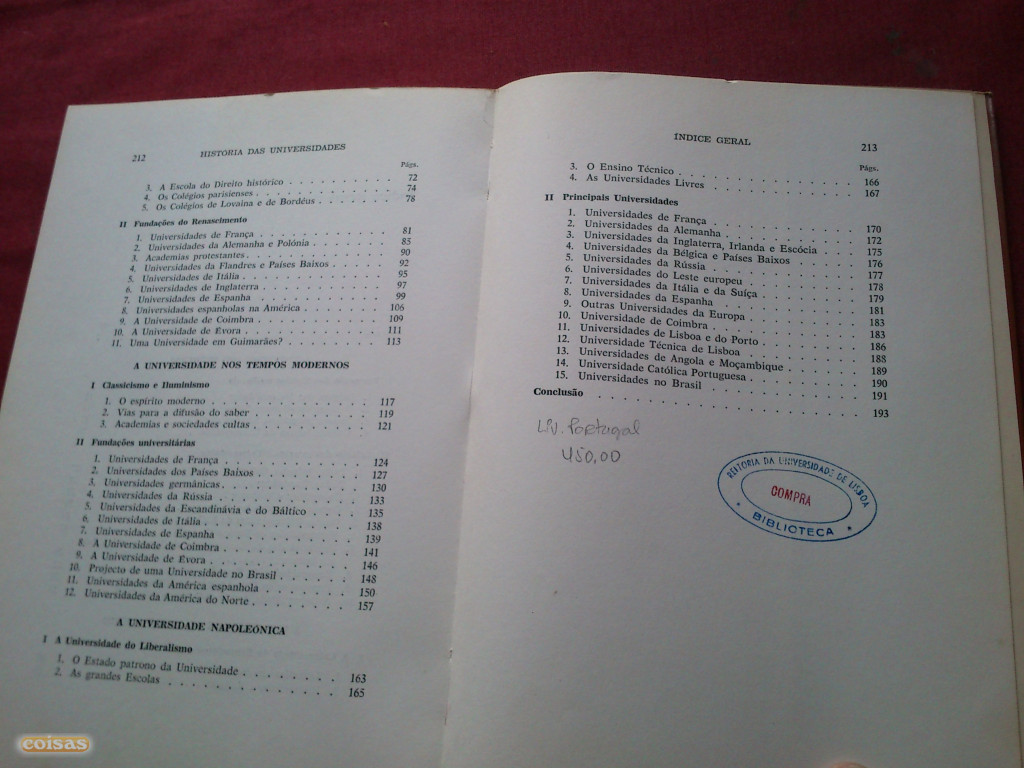 212 HISTÓRIA DAS UNIVERSIDADES
Págs.
3. A Escola do Direito histórico . . . . . . . . . . 72
4. Os Colégios parisienses . . . . . . . . . . . . 74
5. Os Colégios de Lovaina e de Bordéus . . . . . . . 78
II Fundações do Renascimento
1. Universidades de França . . . . . . . . . . . . 81
2. Universidades da Alemanha e Polónia . . . . . . . 85
3. Academias protestantes . . . . . . . . . . . . 90
4. Universidades da Flandres e Países Baixos . . . . . 92
5. Universidades de Itália . . . . . . . . . . . . 95
6. Universidades de Inglaterra . . . . . . . . . . 97
7. Universidades de Espanha . . . . . . . . . . . 99
8. Universidades espanholas na América . . . . . . . 106
9. A Universidade de Coimbra . . . . . . . . . . . 109
10. A Universidade de Évora . . . . . . . . . . . . 111
11. Uma Universidade em Guimarães? . . . . . . . . . 113
A UNIVERSIDADE NOS TEMPOS MODERNOS
I Classicismo e Iluminismo
1. O espírito moderno . . . . . . . . . . . . . . 117
2. Vias para a difusão do saber . . . . . . . . . . 119
3. Academias e sociedades cultas . . . . . . . . . . 121
II Fundações universitárias
1. Universidades de França . . . . . . . . . . . . 124
2. Universidades dos Países Baixos . . . . . . . . . 127
3. Universidades germânicas . . . . . . . . . . . . 130
4. Universidades da Rússia . . . . . . . . . . . . 133
5. Universidades da Escandinávia e do Báltico . . . . . 135
6. Universidades de Itália . . . . . . . . . . . . 138
7. Universidades de Espanha . . . . . . . . . . . 139
8. A Universidade de Coimbra . . . . . . . . . . . 141
9. A Universidade de Évora . . . . . . . . . . . . 146
10. Projecto de uma Universidade no Brasil . . . . . . 148
11. Universidades da América espanhola . . . . . . . . 150
12. Universidades da América do Norte . . . . . . . . 157
A UNIVERSIDADE NAPOLEÓNICA
I A Universidade do Liberalismo
1. O Estado patrono da Universidade . . . . . . . . 163
2. As grandes Escolas . . . . . . . . . . . . . . 165
ÍNDICE GERAL 213
Págs.
3. O Ensino Técnico . . . . . . . . . . . . . . . 166
4. As Universidades Livres . . . . . . . . . . . . 167
II Principais Universidades
1. Universidades de França . . . . . . . . . . . . 170
2. Universidades da Alemanha . . . . . . . . . . . 172
3. Universidades da Inglaterra, Irlanda e Escócia . . . 175
4. Universidades da Bélgica e Países Baixos . . . . . 176
5. Universidades da Rússia . . . . . . . . . . . . 177
6. Universidades do Leste europeu . . . . . . . . . 178
7. Universidades da Itália e da Suíça . . . . . . . . 179
8. Universidades da Espanha . . . . . . . . . . . 181
9. Outras Universidades da Europa . . . . . . . . . 183
10. Universidade de Coimbra . . . . . . . . . . . . 183
11. Universidades de Lisboa e do Porto . . . . . . . . 186
12. Universidade Técnica de Lisboa . . . . . . . . . 188
13. Universidades de Angola e Moçambique . . . . . . . 189
14. Universidade Católica Portuguesa . . . . . . . . . 190
15. Universidades no Brasil . . . . . . . . . . . . 191
Conclusão . . . . . . . . . . . . . . . . . . . 193
Liv. Portugal
450,00
REITORIA DA UNIVERSIDADE DE LISBOA
COMPRA
* BIBLIOTECA *
coisas